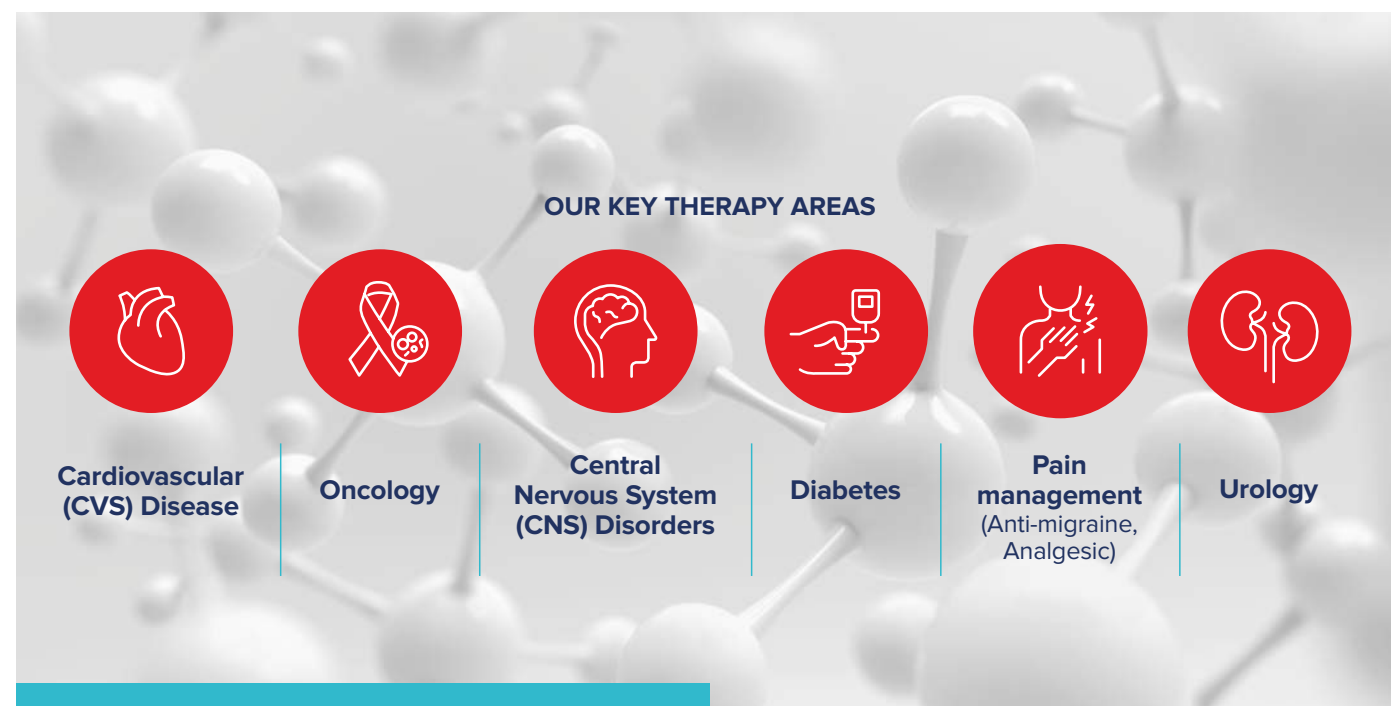 OUR KEY THERAPY AREAS
Cardiovascular
(CVS) Disease
Oncology
Central
Nervous System
(CNS) Disorders
Diabetes
Pain
management
(Anti-migraine,
Analgesic)
Urology